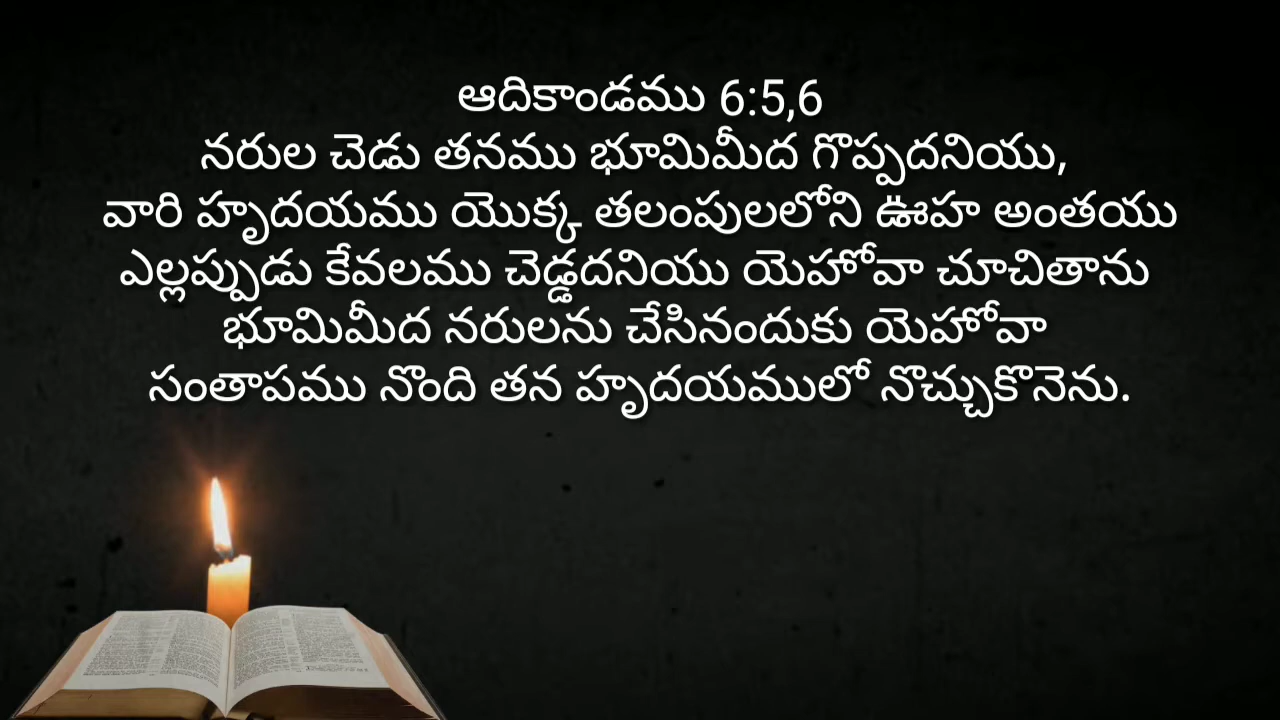 ఆదికాండము 6:5,6
నరుల చెడు తనము భూమిమీద గొప్పదనియు,
వారి హృదయము యొక్క తలంపులలోని ఊహ అంతయు
ఎల్లప్పుడు కేవలము చెడ్డదనియు యెహోవా చూచితాను
భూమిమీద నరులను చేసినందుకు యెహోవా
సంతాపము నొంది తన హృదయములో నొచ్చుకొనెను.